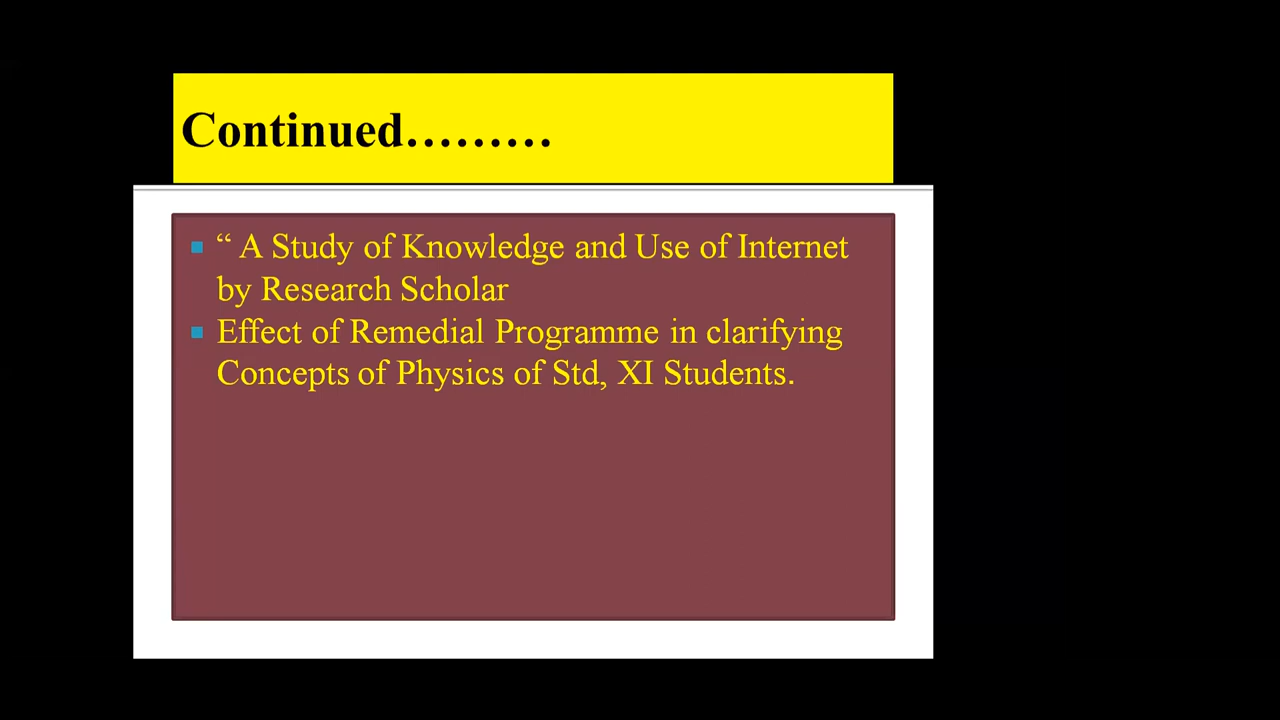 Continued………
“ A Study of Knowledge and Use of Internet
by Research Scholar
Effect of Remedial Programme in clarifying
Concepts of Physics of Std, XI Students.